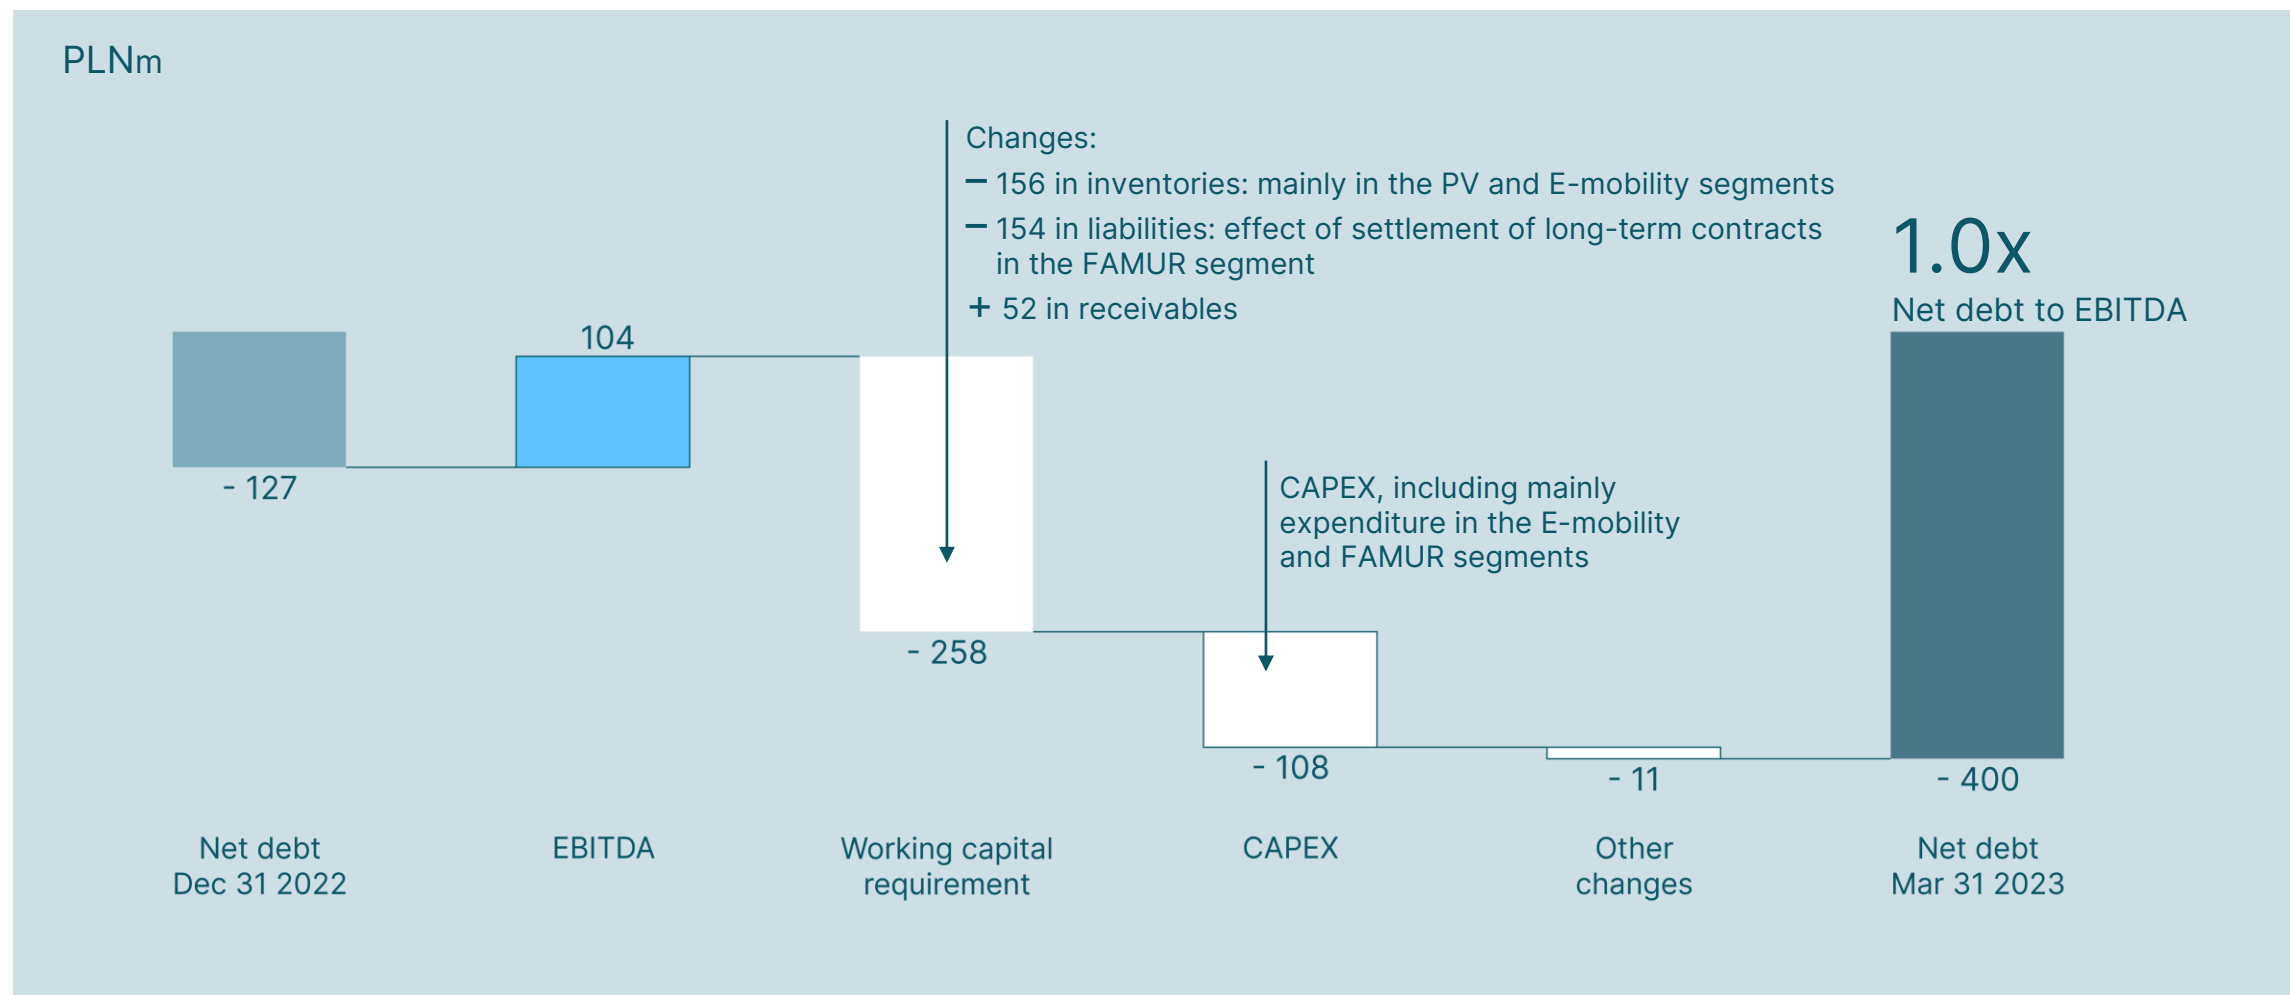 PLNm
Changes:
− 156 in inventories: mainly in the PV and E-mobility segments
− 154 in liabilities: effect of settlement of long-term contracts
in the FAMUR segment
+ 52 in receivables
1.0x
Net debt to EBITDA
104
- 127
CAPEX, including mainly
expenditure in the E-mobility
and FAMUR segments
- 258
- 108
- 11
- 400
Net debt
Dec 31 2022
EBITDA
Working capital
requirement
CAPEX
Other
changes
Net debt
Mar 31 2023